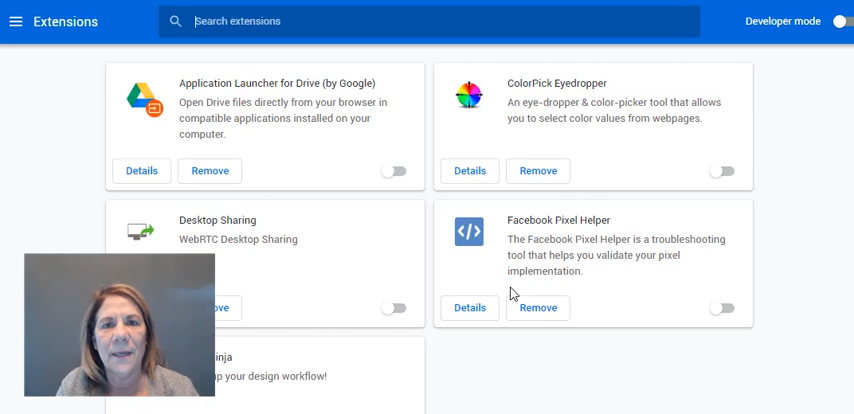 Extensions
Search extensions
Developer mode
Application Launcher for Drive (by Google)
Open Drive files directly from your browser in
compatible applications installed on your
computer.
Details
Remove
ColorPick Eyedropper
An eye-dropper & color-picker tool that allows
you to select color values from webpages.
Details
Remove
Desktop Sharing
WebRTC Desktop Sharing
Facebook Pixel Helper
The Facebook Pixel Helper is a troubleshooting
tool that helps you validate your pixel
implementation.
Details
Remove
your design workflow!